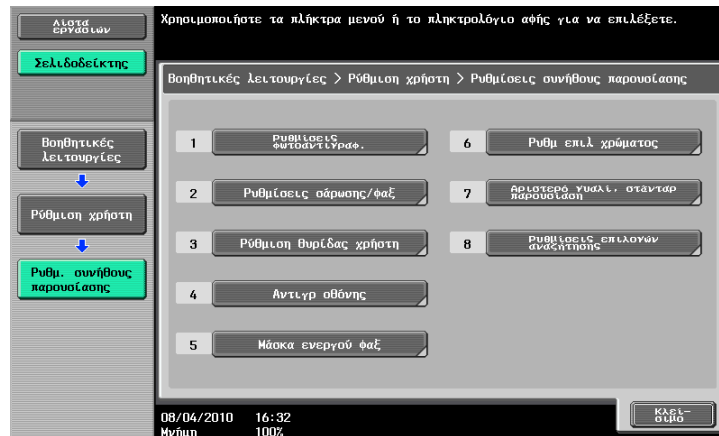 Λίστα
εργασιών
Χρησιμοποιήστε τα πλήκτρα μενού ή το πληκτρολόγιο αφής για να επιλέξετε.
Σελιδοδείκτης
Βοηθητικές λειτουργίες > Ρύθμιση χρήστη > Ρυθμίσεις συνήθους παρουσίασης
Βοηθητικές
λειτουργίες
Ρύθμιση χρήστη
Ρυθμ. συνήθους
παρουσίασης
1 Ρυθμίσεις
φωτοαντιγραφ.
2 Ρυθμίσεις σάρωσης/φαξ
3 Ρύθμιση θυρίδας χρήστη
4 Αντιγρ οθόνης
5 Μάσκα ενεργού φαξ
6 Ρυθμ επιλ χρώματος
7 Αριστερό γυαλί, στάνταρ
παρουσίαση
8 Ρυθμίσεις επιλογών
αναζήτησης
08/04/2010 16:32
Μνήμη 100%
Κλεί-
σιμο